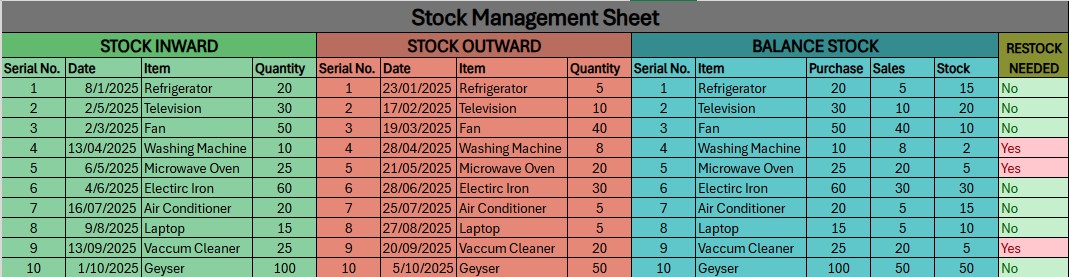 Stock Management Sheet
STOCK INWARD STOCK OUTWARD BALANCE STOCK RESTOCK NEEDED
Serial No. Date Item Quantity Serial No. Date Item Quantity Serial No. Item Purchase Sales Stock
1 8/1/2025 Refrigerator 20 1 23/01/2025 Refrigerator 5 1 Refrigerator 20 5 15 No
2 2/5/2025 Television 30 2 17/02/2025 Television 10 2 Television 30 10 20 No
3 2/3/2025 Fan 50 3 19/03/2025 Fan 40 3 Fan 50 40 10 No
4 13/04/2025 Washing Machine 10 4 28/04/2025 Washing Machine 8 4 Washing Machine 10 8 2 Yes
5 6/5/2025 Microwave Oven 25 5 21/05/2025 Microwave Oven 20 5 Microwave Oven 25 20 5 Yes
6 4/6/2025 Electirc Iron 60 6 28/06/2025 Electirc Iron 30 6 Electirc Iron 60 30 30 No
7 16/07/2025 Air Conditioner 20 7 25/07/2025 Air Conditioner 5 7 Air Conditioner 20 5 15 No
8 9/8/2025 Laptop 15 8 27/08/2025 Laptop 5 8 Laptop 15 5 10 No
9 13/09/2025 Vaccum Cleaner 25 9 20/09/2025 Vaccum Cleaner 20 9 Vaccum Cleaner 25 20 5 Yes
10 1/10/2025 Geyser 100 10 5/10/2025 Geyser 50 10 Geyser 100 50 50 No